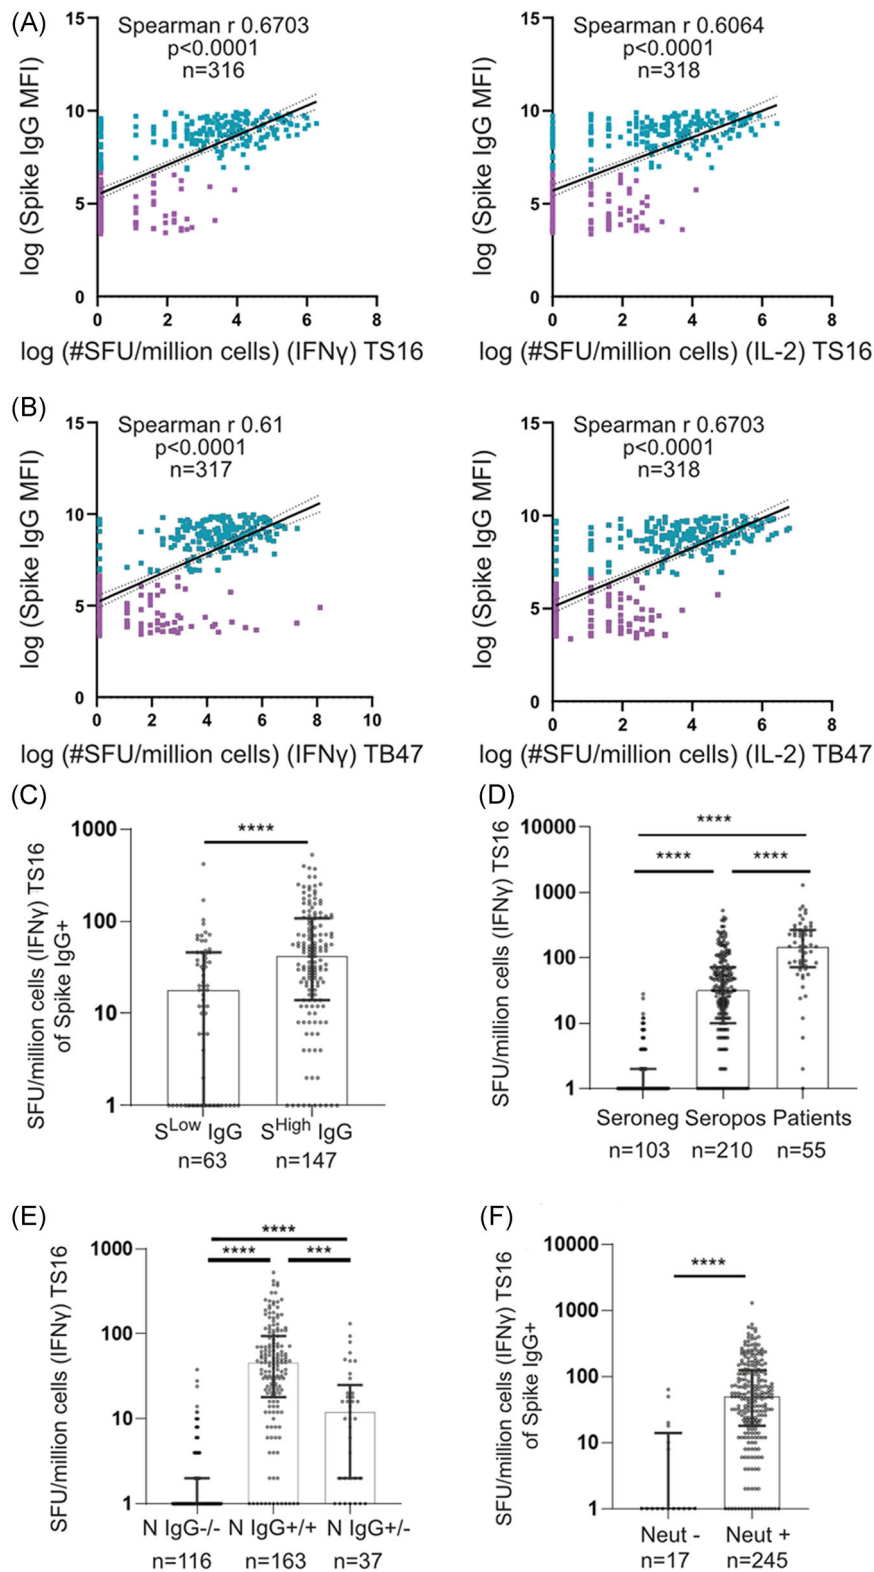 (A)
Spearman r 0.6703
p<0.0001
n=316
log (Spike IgG MFI)
15
10
5
0
0 2 4 6 8
log (#SFU/million cells) (IFNγ) TS16
Spearman r 0.6064
p<0.0001
n=318
log (Spike IgG MFI)
15
10
5
0
0 2 4 6 8
log (#SFU/million cells) (IL-2) TS16
(B)
Spearman r 0.61
p<0.0001
n=317
log (Spike IgG MFI)
15
10
5
0
0 2 4 6 8 10
log (#SFU/million cells) (IFNγ) TB47
Spearman r 0.6703
p<0.0001
n=318
log (Spike IgG MFI)
15
10
5
0
0 2 4 6 8
log (#SFU/million cells) (IL-2) TB47
(C)
SFU/million cells (IFNγ) TS16
of Spike IgG+
1000
100
10
1
****
SLow IgG SHigh IgG
n=63 n=147
(D)
SFU/million cells (IFNγ) TS16
10000
1000
100
10
1
****
**** ****
Seroneg Seropos Patients
n=103 n=210 n=55
(E)
SFU/million cells (IFNγ) TS16
1000
100
10
1
****
**** ***
N IgG-/- N IgG+/+ N IgG+/-
n=116 n=163 n=37
(F)
SFU/million cells (IFNγ) TS16
of Spike IgG+
10000
1000
100
10
1
****
Neut - Neut +
n=17 n=245